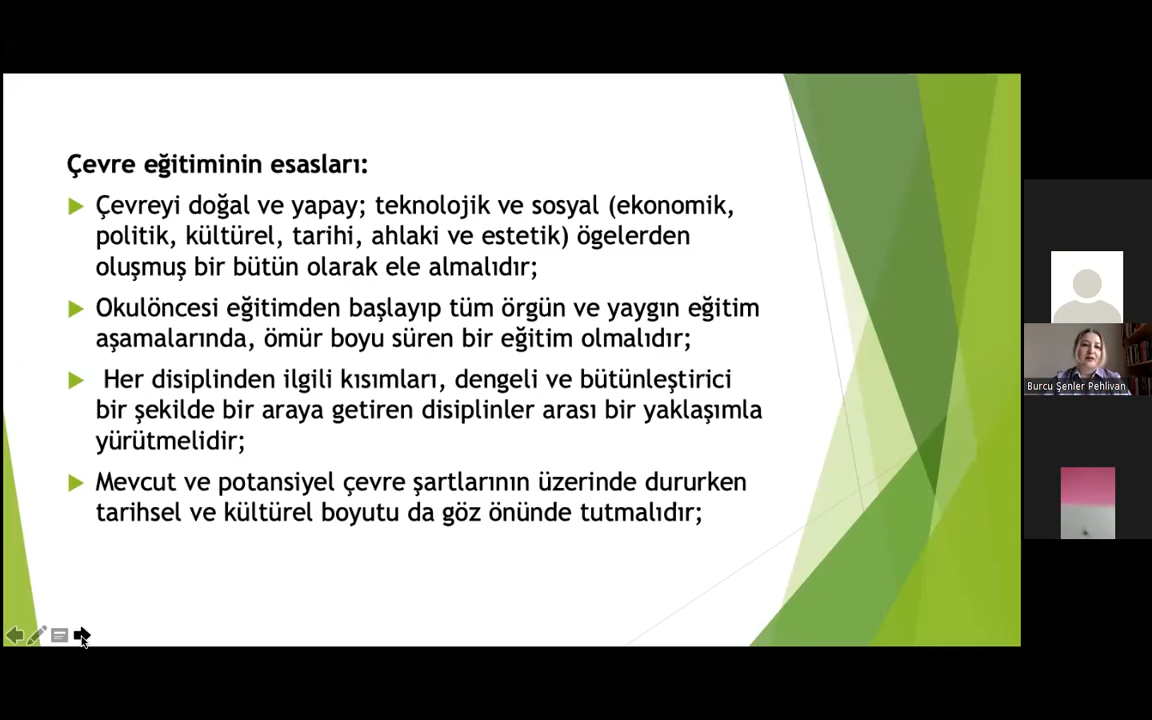 Çevre eğitiminin esasları:
Çevreyi doğal ve yapay; teknolojik ve sosyal (ekonomik,
politik, kültürel, tarihi, ahlaki ve estetik) ögelerden
oluşmuş bir bütün olarak ele almalıdır;
Okulöncesi eğitimden başlayıp tüm örgün ve yaygın eğitim
aşamalarında, ömür boyu süren bir eğitim olmalıdır;
Her disiplinden ilgili kısımları, dengeli ve bütünleştirici
bir şekilde bir araya getiren disiplinler arası bir yaklaşımla
yürütmelidir;
Mevcut ve potansiyel çevre şartlarının üzerinde dururken
tarihsel ve kültürel boyutu da göz önünde tutmalıdır;
Burcu Şenler Pehlivan